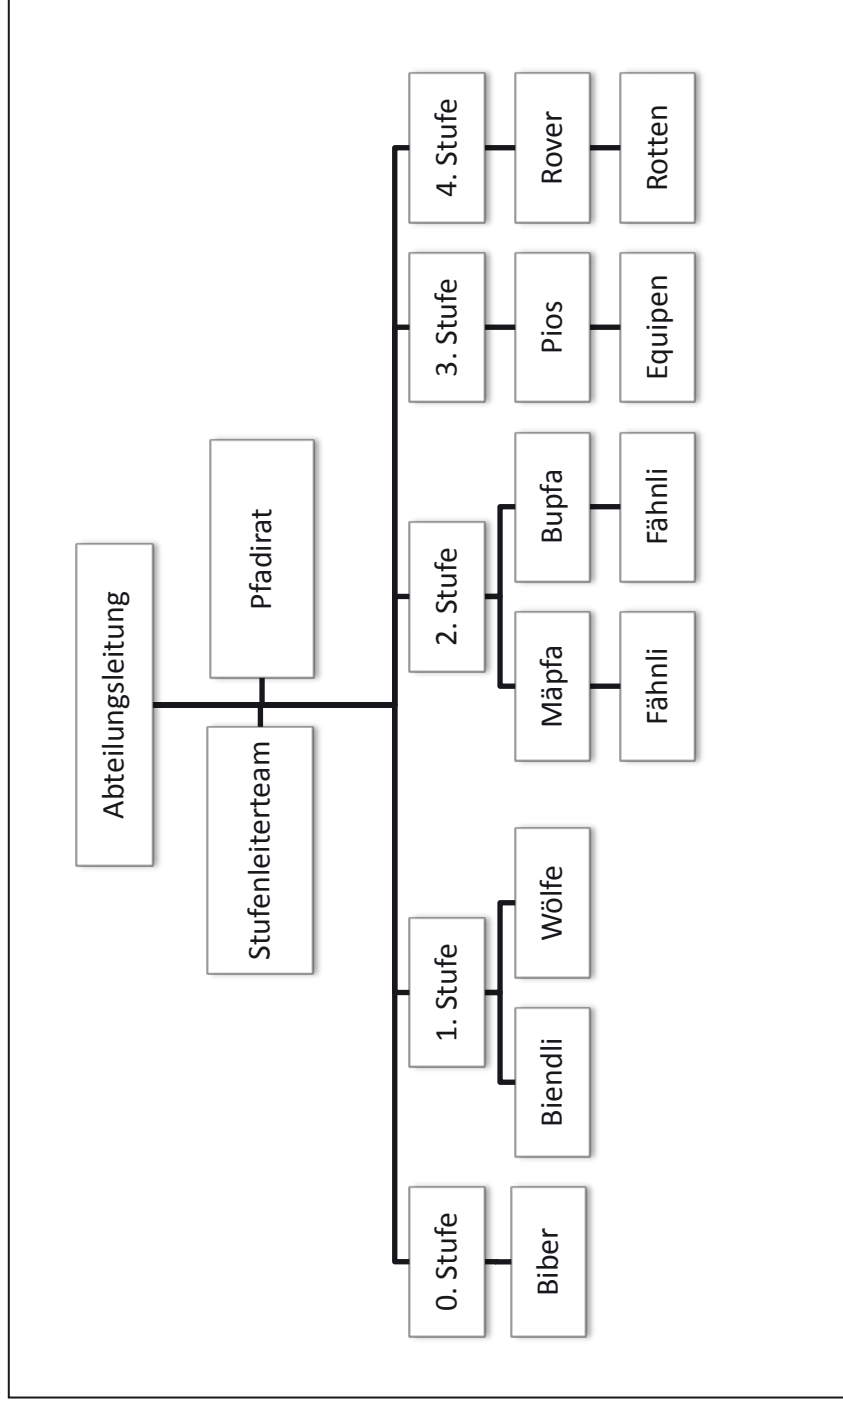 Abteilungsleitung
Stufenleiterteam
Pfadirat
0. Stufe
1. Stufe
2. Stufe
3. Stufe
4. Stufe
Biber
Biendli
Wölfe
Mäpfa
Bupfa
Pios
Rover
Fähnli
Fähnli
Equipen
Rotten